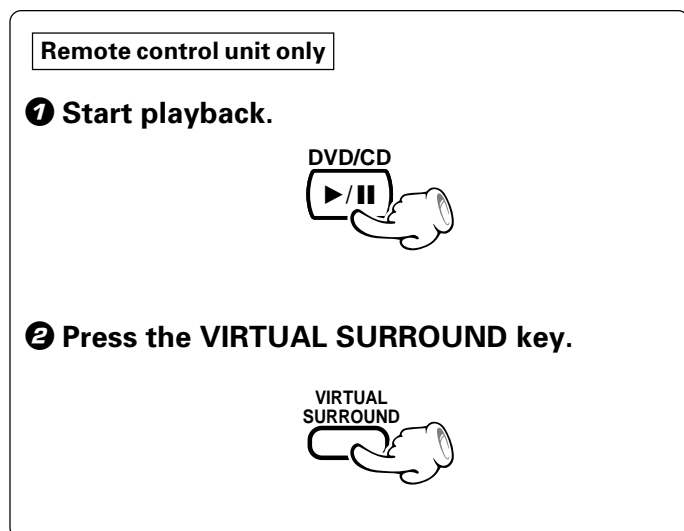 Remote control unit only
❶ Start playback.
DVD/CD
►/❙❙
❷ Press the VIRTUAL SURROUND key.
VIRTUAL
SURROUND